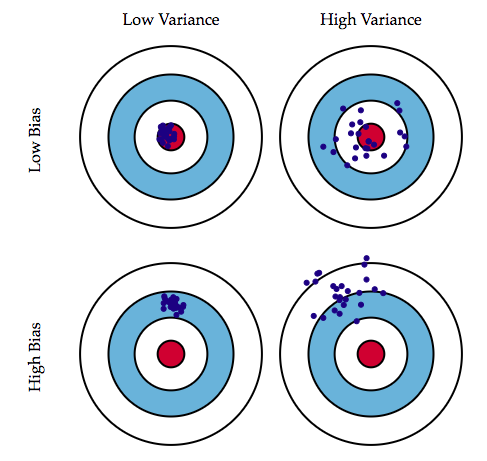 Low Variance
High Variance
Low Bias
High Bias